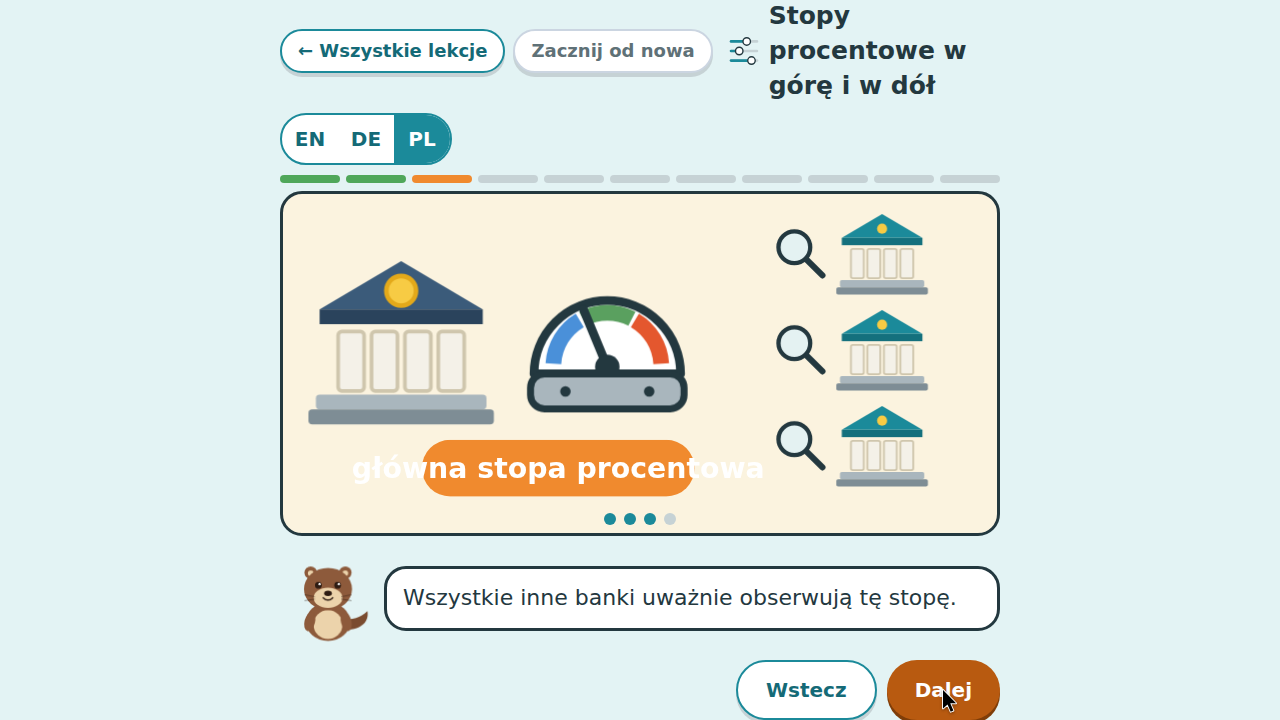 ← Wszystkie lekcje
Zacznij od nowa
Stopy
procentowe w
górę i w dół
EN DE PL
główna stopa procentowa
Wszystkie inne banki uważnie obserwują tę stopę.
Wstecz
Dalej